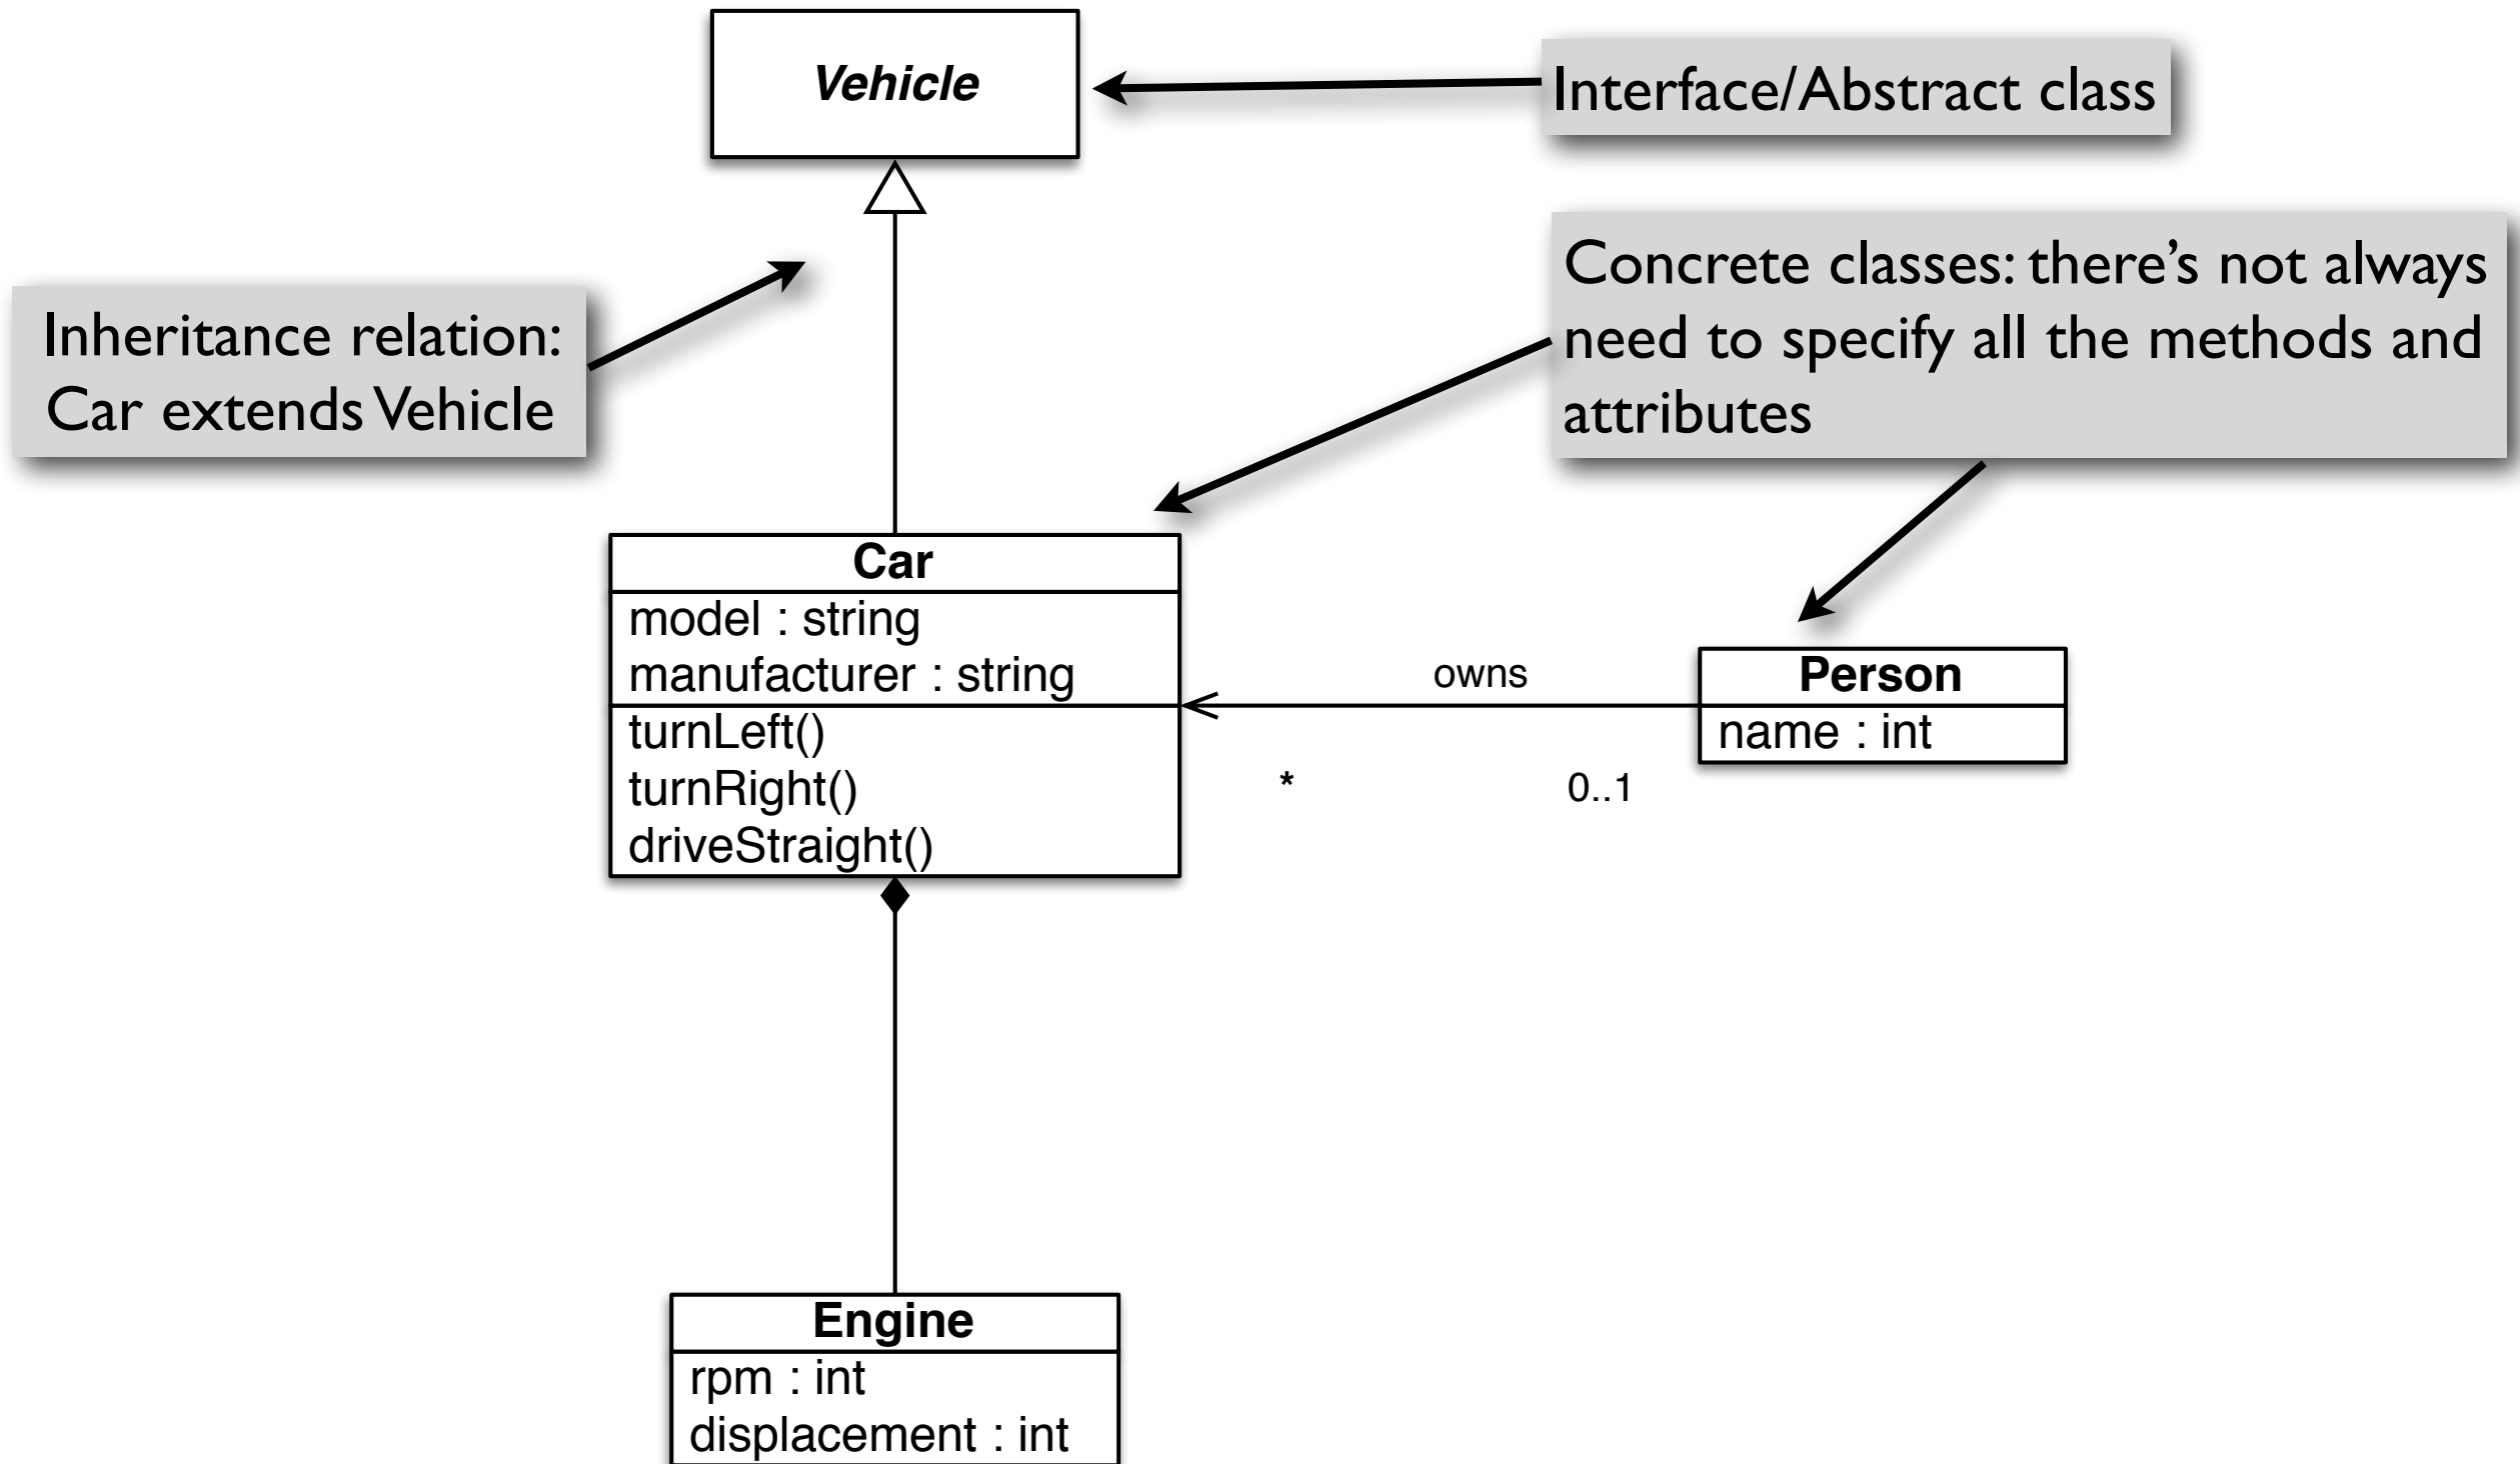 Vehicle
Interface/Abstract class
Inheritance relation:
Car extends Vehicle
Concrete classes: there’s not always
need to specify all the methods and
attributes
Car
model : string
manufacturer : string
turnLeft()
turnRight()
driveStraight()
owns
*
0..1
Person
name : int
Engine
rpm : int
displacement : int